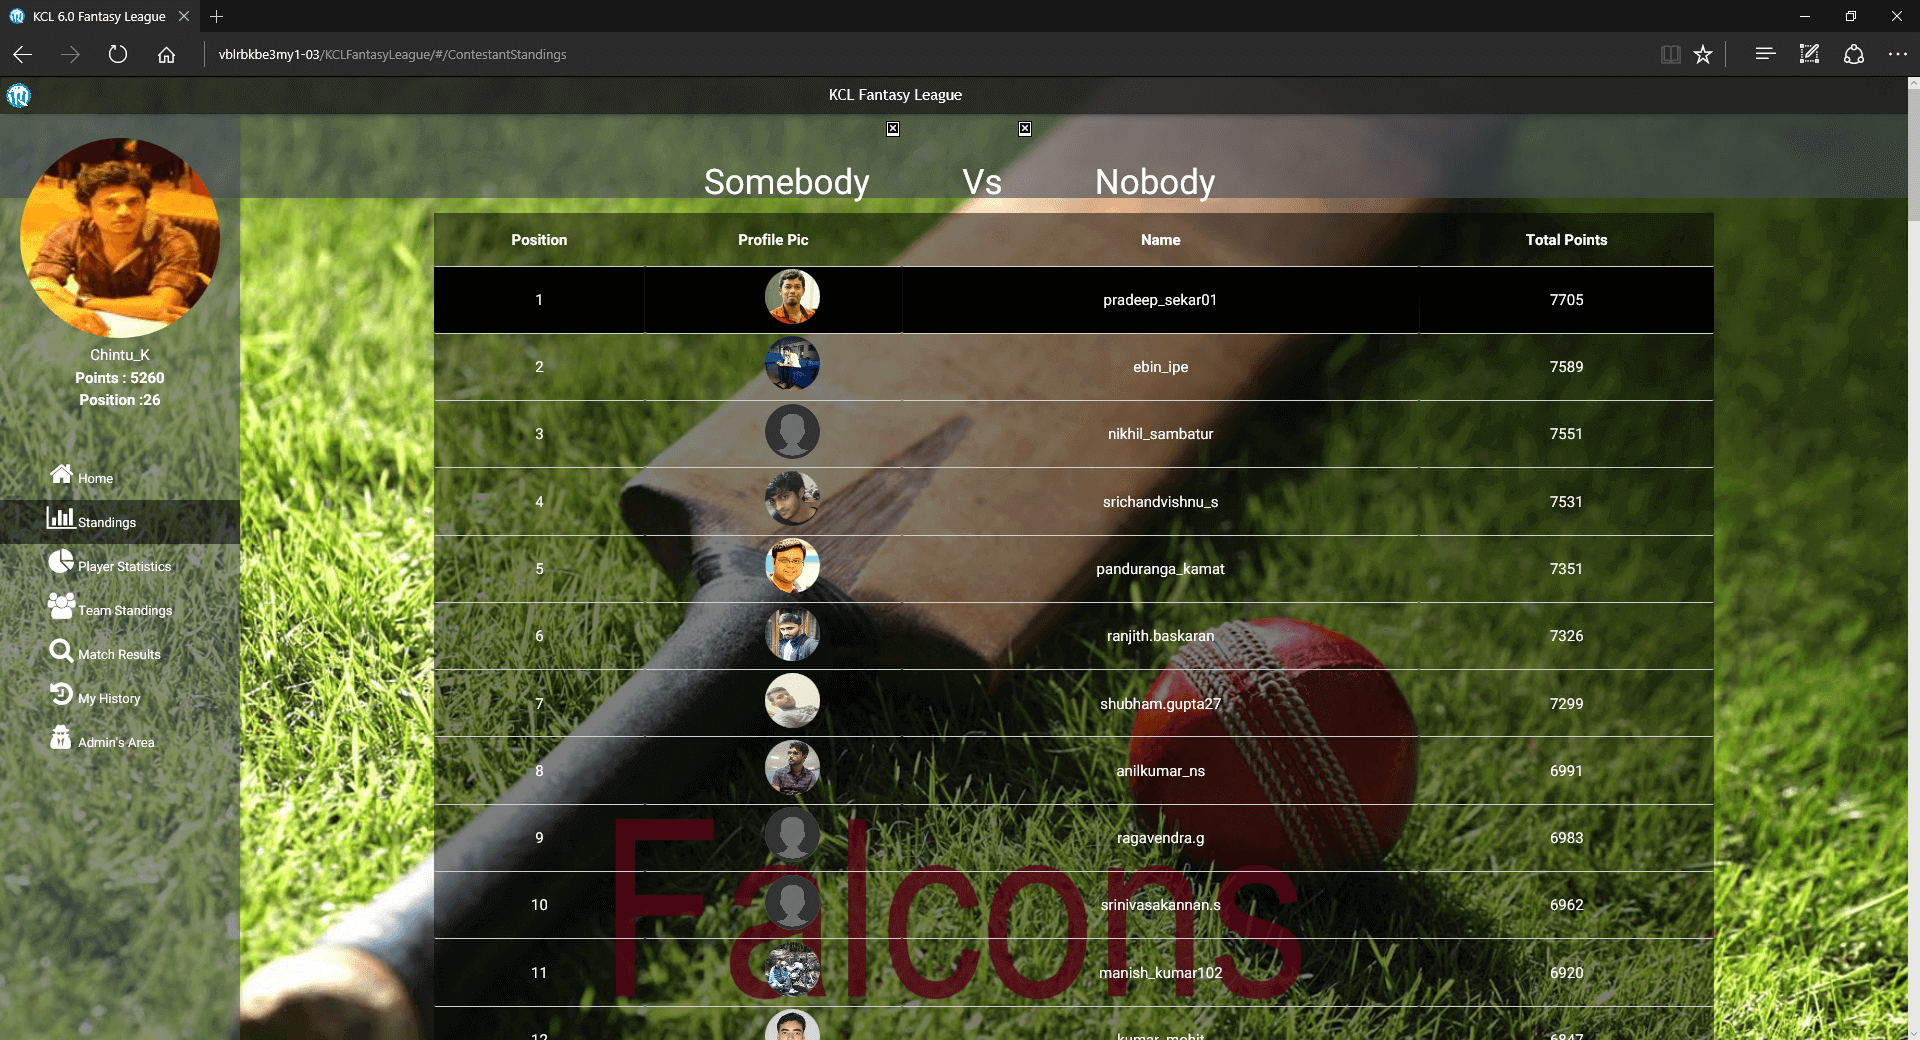 KCL 6.0 Fantasy League
vblrbkbe3my1-03/KCLFantasyLeague/#/ContestantStandings
KCL Fantasy League
Somebody Vs Nobody
Chintu_K
Points : 5260
Position :26
Home
Standings
Player Statistics
Team Standings
Match Results
My History
Admin's Area
Position Profile Pic Name Total Points
1 pradeep_sekar01 7705
2 ebin_ipe 7589
3 nikhil_sambatur 7551
4 srichandvishnu_s 7531
5 panduranga_kamat 7351
6 ranjith.baskaran 7326
7 shubham.gupta27 7299
8 anilkumar_ns 6991
9 ragavendra.g 6983
10 srinivasakannan.s 6962
11 manish_kumar102 6920
12 kumar_mohit 6847
Falcons